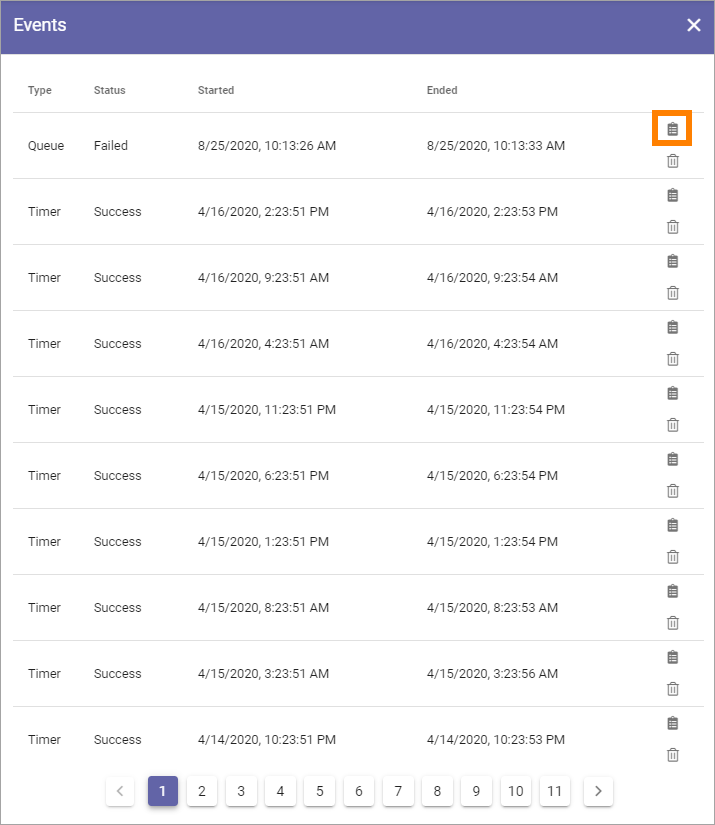 Events
Type Status Started Ended
Queue Failed 8/25/2020, 10:13:26 AM 8/25/2020, 10:13:33 AM
Timer Success 4/16/2020, 2:23:51 PM 4/16/2020, 2:23:53 PM
Timer Success 4/16/2020, 9:23:51 AM 4/16/2020, 9:23:54 AM
Timer Success 4/16/2020, 4:23:51 AM 4/16/2020, 4:23:54 AM
Timer Success 4/15/2020, 11:23:51 PM 4/15/2020, 11:23:54 PM
Timer Success 4/15/2020, 6:23:51 PM 4/15/2020, 6:23:54 PM
Timer Success 4/15/2020, 1:23:51 PM 4/15/2020, 1:23:54 PM
Timer Success 4/15/2020, 8:23:51 AM 4/15/2020, 8:23:53 AM
Timer Success 4/15/2020, 3:23:51 AM 4/15/2020, 3:23:56 AM
Timer Success 4/14/2020, 10:23:51 PM 4/14/2020, 10:23:53 PM
1 2 3 4 5 6 7 8 9 10 11